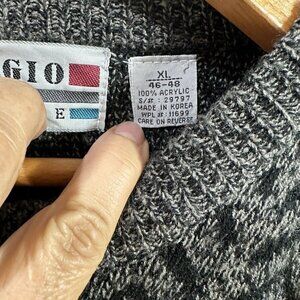 GIO
E
XL
46-48
100% ACRYLIC
S/#: 29797
MADE IN KOREA
WPL #: 11699
CARE ON REVERSE